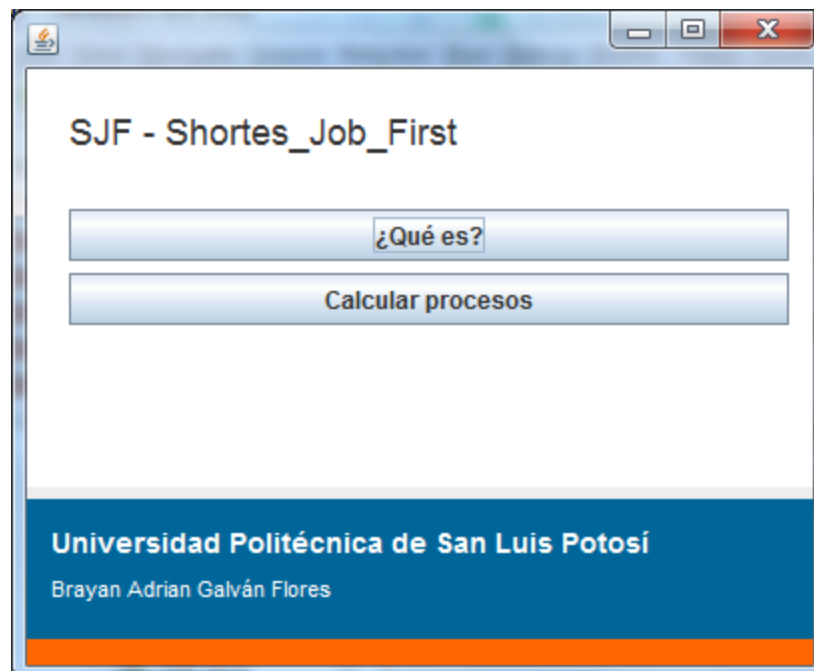 SJF - Shortes_Job_First
¿Qué es?
Calcular procesos
Universidad Politécnica de San Luis Potosí
Brayan Adrian Galván Flores